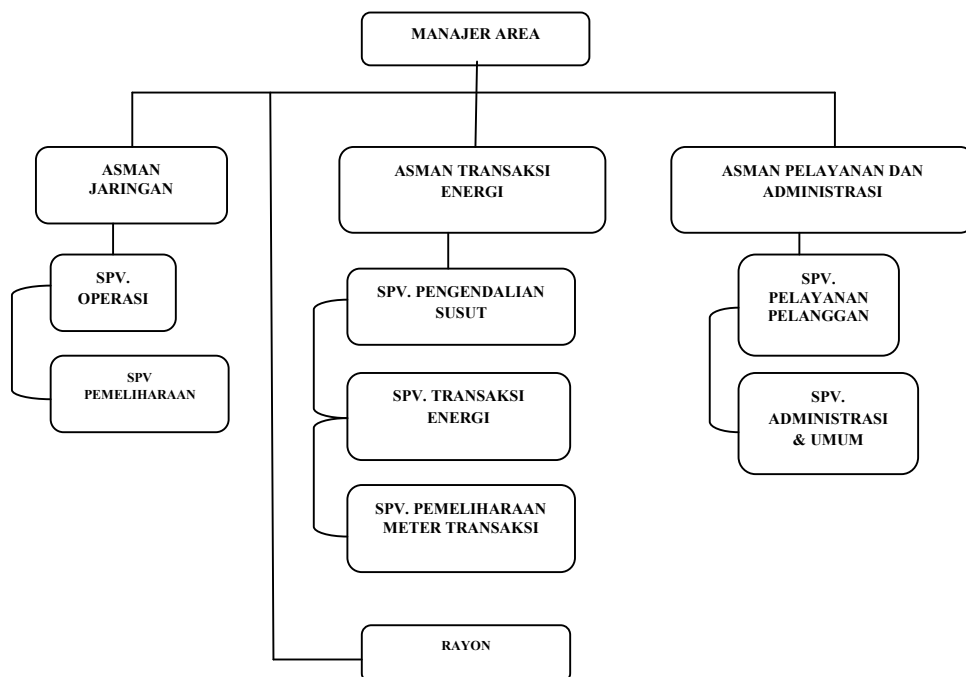 MANAJER AREA
ASMAN
JARINGAN
SPV.
OPERASI
SPV
PEMELIHARAAN
ASMAN TRANSAKSI
ENERGI
SPV. PENGENDALIAN
SUSUT
SPV. TRANSAKSI
ENERGI
SPV. PEMELIHARAAN
METER TRANSAKSI
ASMAN PELAYANAN DAN
ADMINISTRASI
SPV.
PELAYANAN
PELANGGAN
SPV.
ADMINISTRASI
& UMUM
RAYON